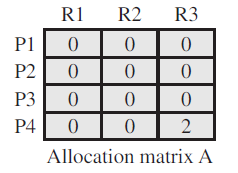 R1 R2 R3
P1 0 0 0
P2 0 0 0
P3 0 0 0
P4 0 0 2
Allocation matrix A